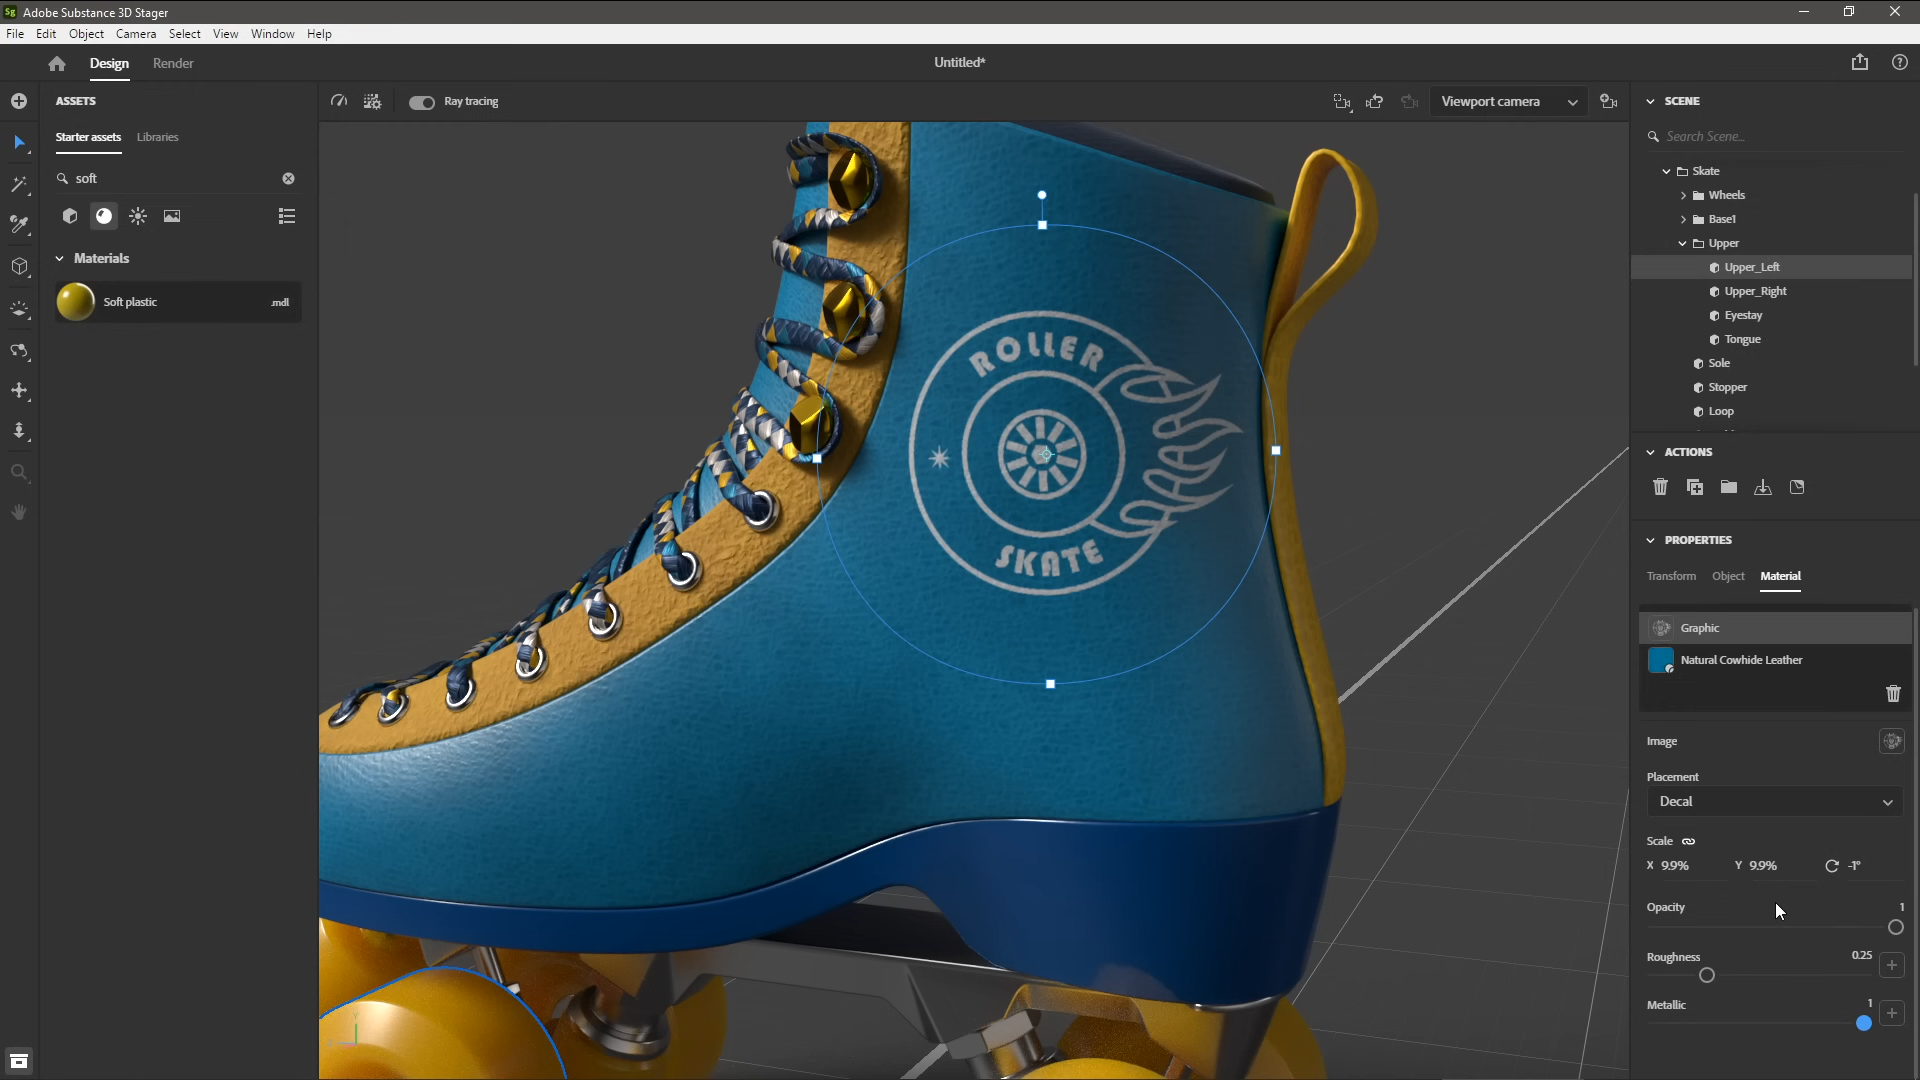 Sg Adobe Substance 3D Stager
File Edit Object Camera Select View Window Help
Design Render Untitled*
ASSETS
Starter assets Libraries
soft
Materials
Soft plastic .mdl
Ray tracing
Viewport camera
ROLLER
SKATE
SCENE
Search Scene...
Skate
Wheels
Base1
Upper
Upper_Left
Upper_Right
Eyestay
Tongue
Sole
Stopper
Loop
ACTIONS
PROPERTIES
Transform Object Material
Graphic
Natural Cowhide Leather
Image
Placement
Decal
Scale
X 9.9% Y 9.9% -1°
Opacity 1
Roughness 0.25
Metallic 1